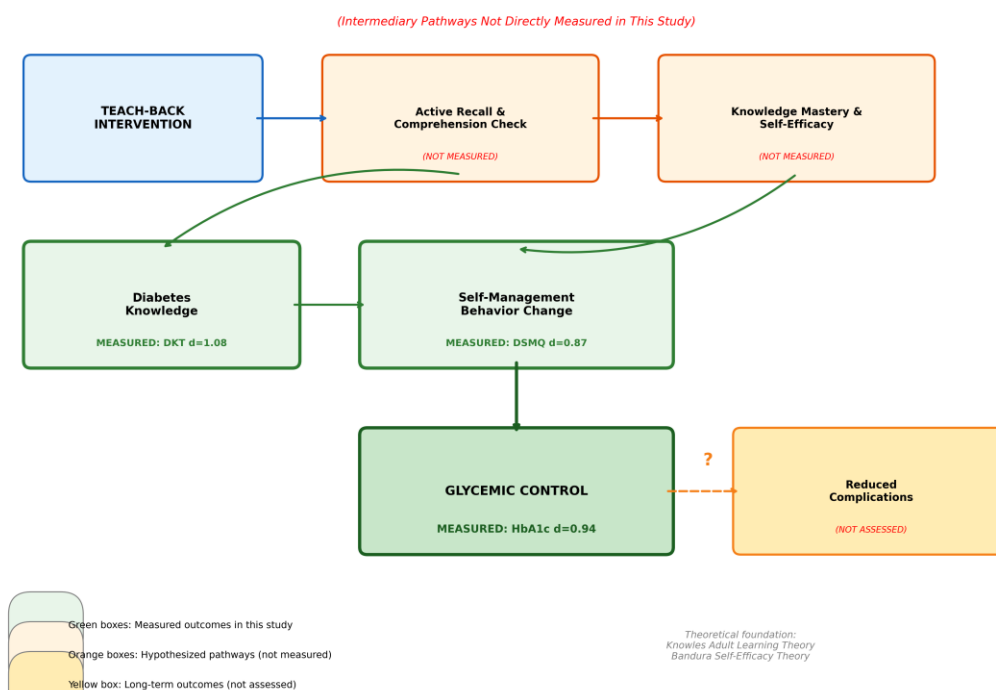 (Intermediary Pathways Not Directly Measured in This Study)
TEACH-BACK
INTERVENTION
Active Recall &
Comprehension Check
(NOT MEASURED)
Knowledge Mastery &
Self-Efficacy
(NOT MEASURED)
Diabetes
Knowledge
MEASURED: DKT d=1.08
Self-Management
Behavior Change
MEASURED: DSMQ d=0.87
GLYCEMIC CONTROL
MEASURED: HbA1c d=0.94
?
Reduced
Complications
(NOT ASSESSED)
Green boxes: Measured outcomes in this study
Orange boxes: Hypothesized pathways (not measured)
Yellow box: Long-term outcomes (not assessed)
Theoretical foundation:
Knowles Adult Learning Theory
Bandura Self-Efficacy Theory